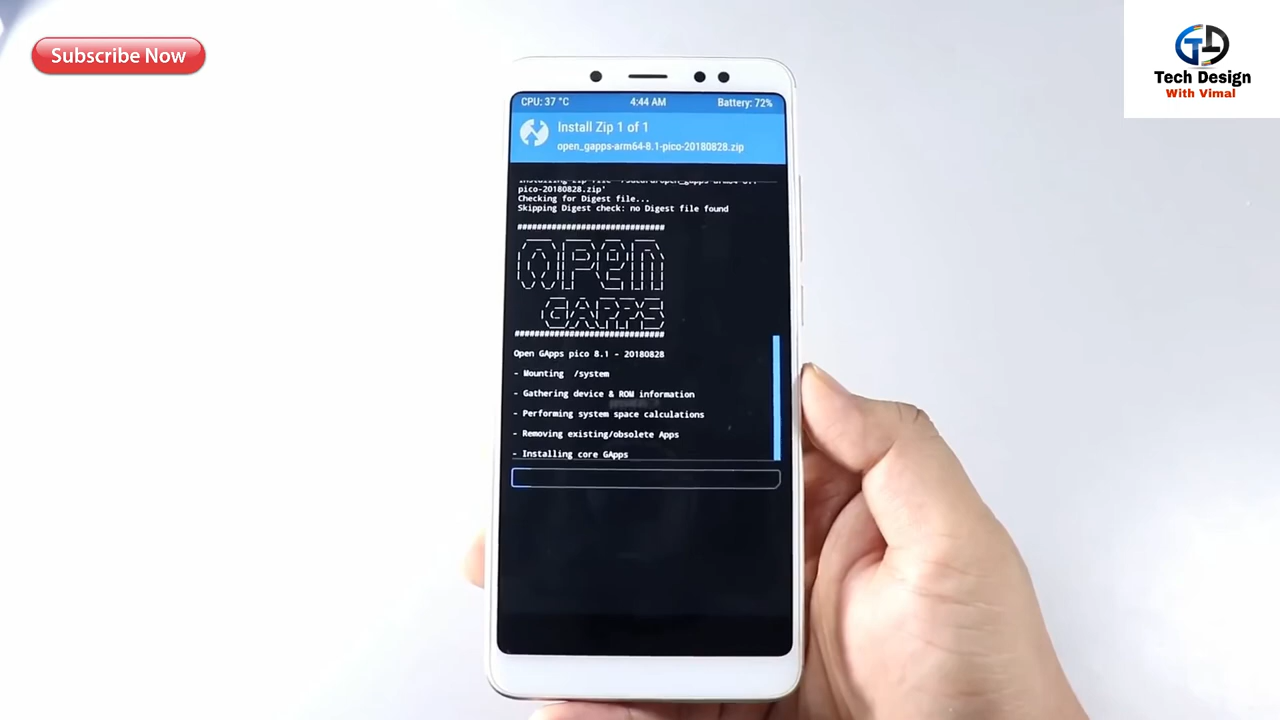 Subscribe Now
Tech Design
With Vimal
CPU: 37 °C 4:44 AM Battery: 72%
Install Zip 1 of 1
open_gapps-arm64-8.1-pico-20180828.zip
pico-20180828.zip'
Checking for Digest file...
Skipping Digest check: no Digest file found
############################
OPEN
GAPPS
############################
Open GApps pico 8.1 - 20180828
- Mounting /system
- Gathering device & ROM information
- Performing system space calculations
- Removing existing/obsolete Apps
- Installing core GApps